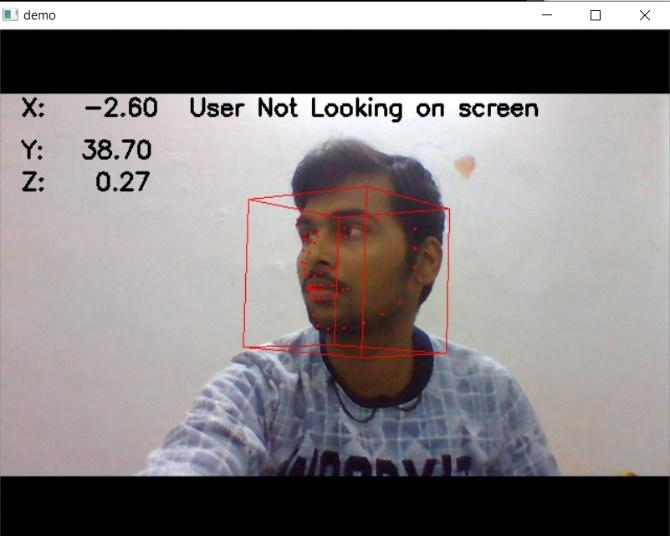 demo
X: -2.60 User Not Looking on screen
Y: 38.70
Z: 0.27